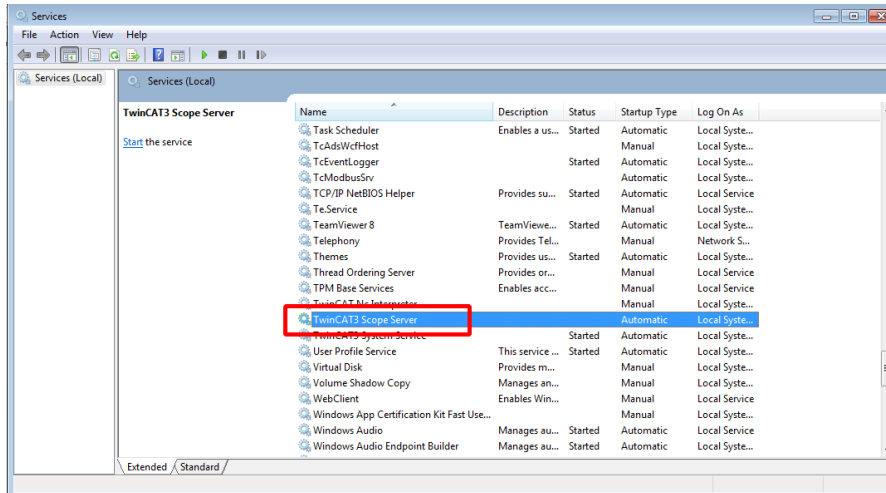 Services
File Action View Help
Services (Local)
Services (Local)
TwinCAT3 Scope Server
Start the service
Name Description Status Startup Type Log On As
Task Scheduler Enables a us... Started Automatic Local Syste...
TcAdsWcfHost Manual Local Syste...
TcEventLogger Started Automatic Local Syste...
TcModbusSrv Automatic Local Syste...
TCP/IP NetBIOS Helper Provides su... Started Automatic Local Service
Te.Service Manual Local Syste...
TeamViewer 8 TeamViewe... Started Automatic Local Syste...
Telephony Provides Tel... Manual Network S...
Themes Provides us... Started Automatic Local Syste...
Thread Ordering Server Provides or... Manual Local Service
TPM Base Services Enables acc... Manual Local Service
TwinCAT Nc Interpreter Manual Local Syste...
TwinCAT3 Scope Server Automatic Local Syste...
TwinCAT3 System Service Started Automatic Local Syste...
User Profile Service This service ... Started Automatic Local Syste...
Virtual Disk Provides m... Manual Local Syste...
Volume Shadow Copy Manages an... Manual Local Syste...
WebClient Enables Win... Manual Local Service
Windows App Certification Kit Fast Use... Manual Local Syste...
Windows Audio Manages au... Started Automatic Local Service
Windows Audio Endpoint Builder Manages au... Started Automatic Local Syste...
Extended Standard